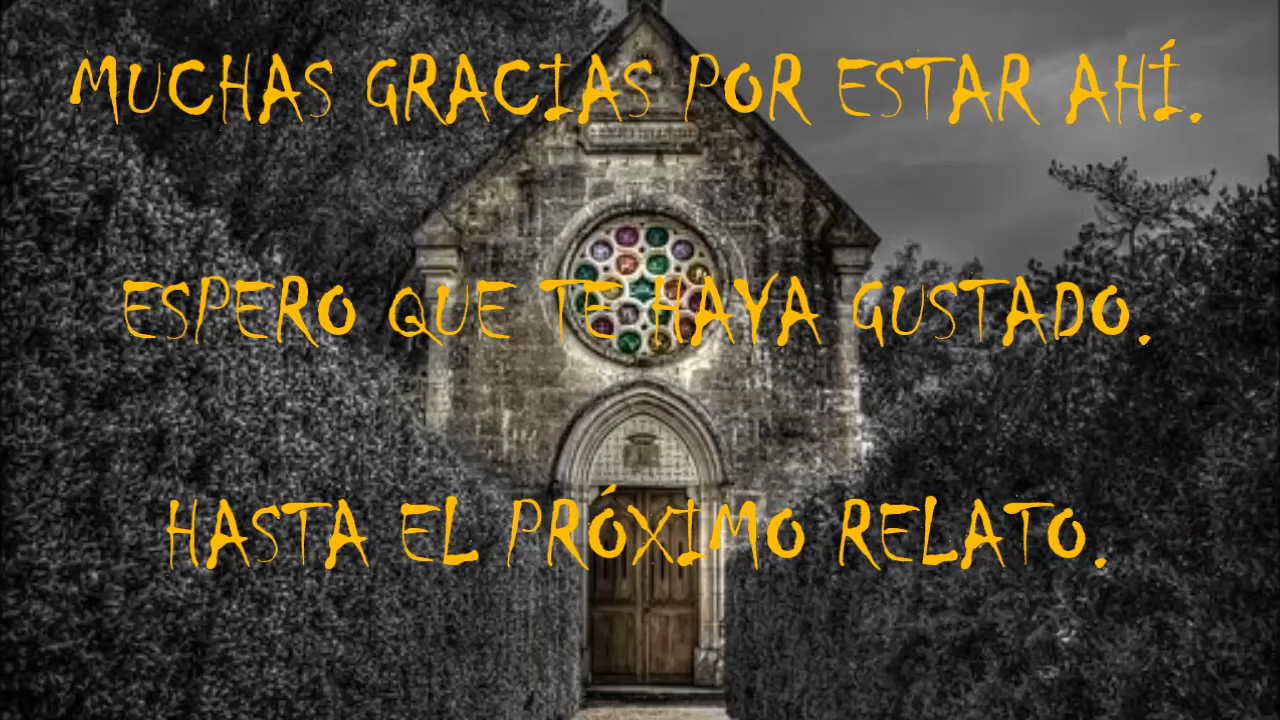 MUCHAS GRACIAS POR ESTAR AHÍ.
ESPERO QUE TE HAYA GUSTADO.
HASTA EL PRÓXIMO RELATO.